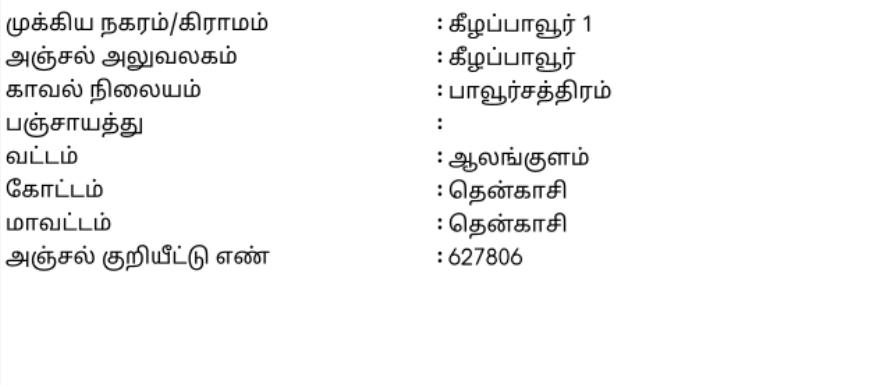 முக்கிய நகரம்/கிராமம் : கீழப்பாவூர் 1
அஞ்சல் அலுவலகம் : கீழப்பாவூர்
காவல் நிலையம் : பாவூர்சத்திரம்
பஞ்சாயத்து :
வட்டம் : ஆலங்குளம்
கோட்டம் : தென்காசி
மாவட்டம் : தென்காசி
அஞ்சல் குறியீட்டு எண் : 627806